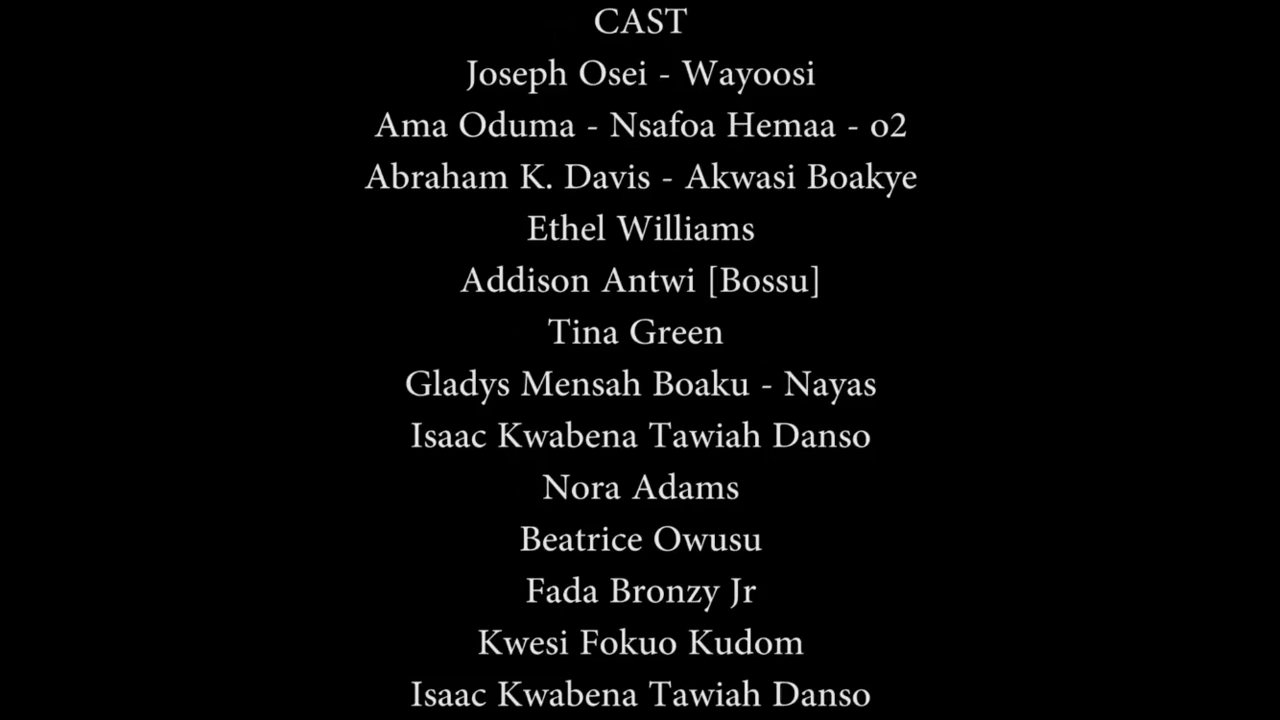 CAST
Joseph Osei - Wayoosi
Ama Oduma - Nsafoa Hemaa - o2
Abraham K. Davis - Akwasi Boakye
Ethel Williams
Addison Antwi [Bossu]
Tina Green
Gladys Mensah Boaku - Nayas
Isaac Kwabena Tawiah Danso
Nora Adams
Beatrice Owusu
Fada Bronzy Jr
Kwesi Fokuo Kudom
Isaac Kwabena Tawiah Danso